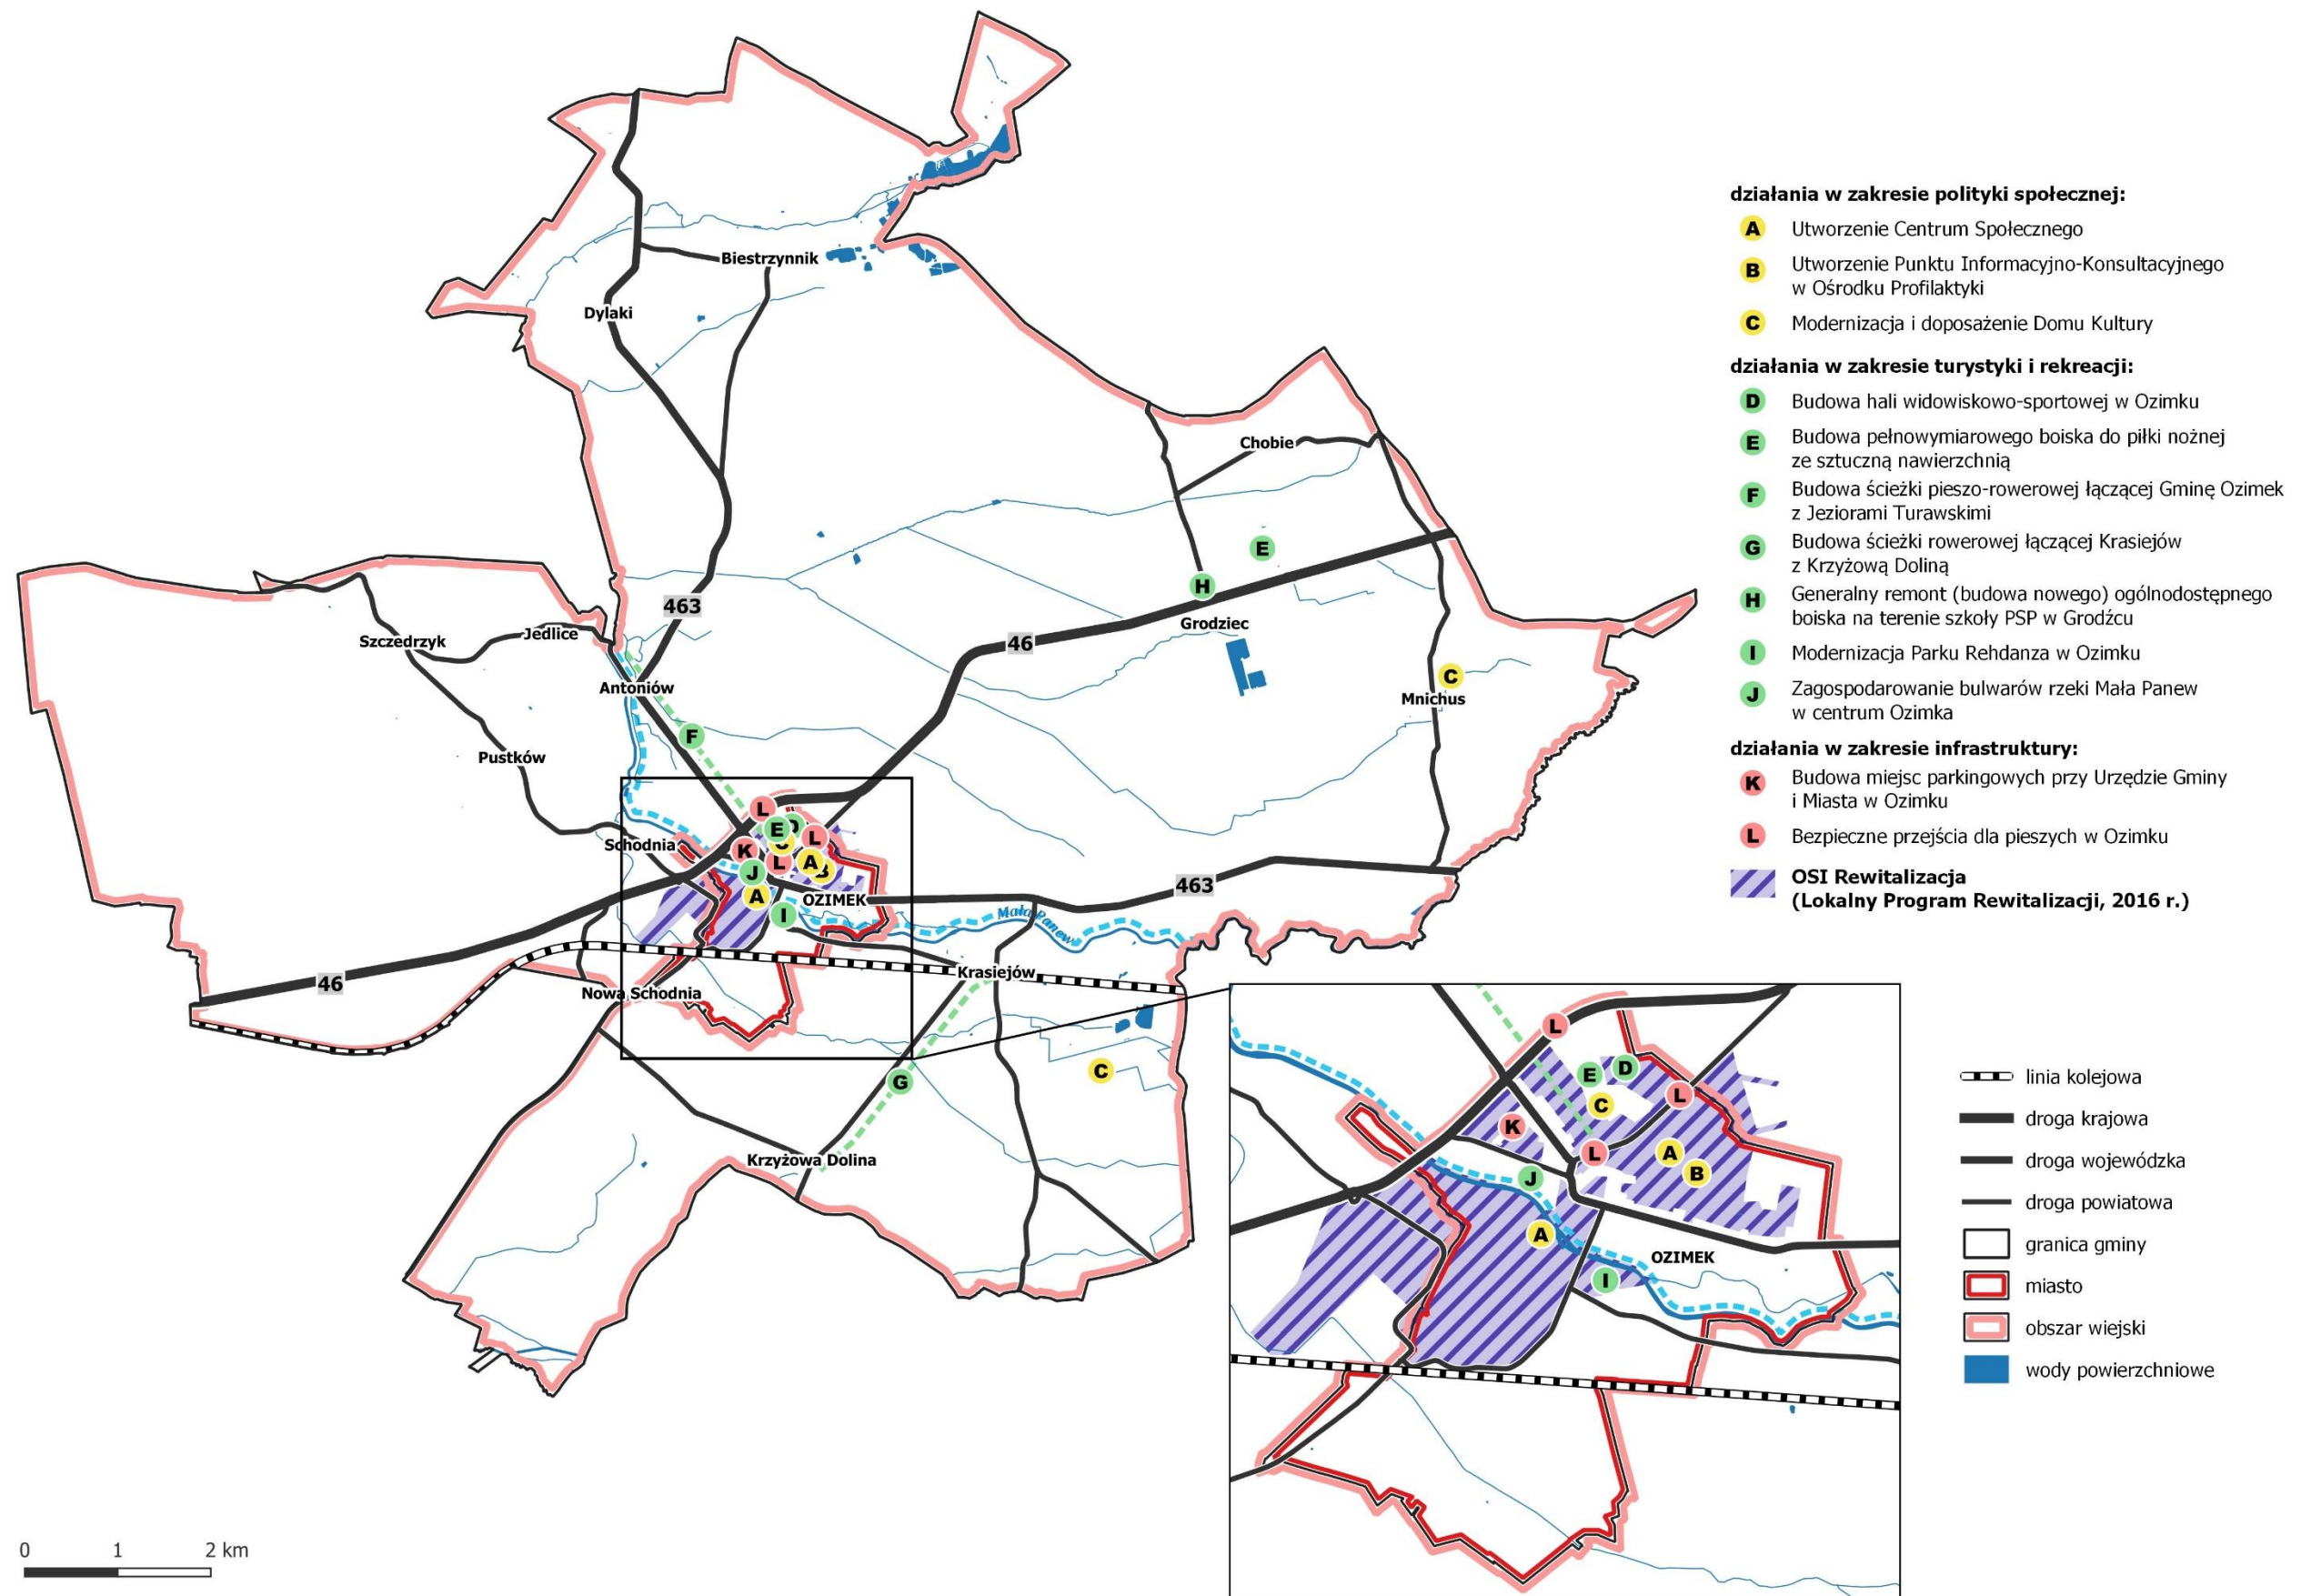 Biestrzynnik
Dylaki
Chobie
E
463
H
Szczedrzyk
Jedlice
46
Grodziec
Antoniów
C
Mnichus
F
Pustków
L
E
D
L
Schodnia
K
C
L
A
B
J
A
OZIMEK
463
I
Mała Panew
46
Krasiejów
Nowa Schodnia
G
C
Krzyżowa Dolina
0 1 2 km
działania w zakresie polityki społecznej:
A Utworzenie Centrum Społecznego
B Utworzenie Punktu Informacyjno-Konsultacyjnego
w Ośrodku Profilaktyki
C Modernizacja i doposażenie Domu Kultury
działania w zakresie turystyki i rekreacji:
D Budowa hali widowiskowo-sportowej w Ozimku
E Budowa pełnowymiarowego boiska do piłki nożnej
ze sztuczną nawierzchnią
F Budowa ścieżki pieszo-rowerowej łączącej Gminę Ozimek
z Jeziorami Turawskimi
G Budowa ścieżki rowerowej łączącej Krasiejów
z Krzyżową Doliną
H Generalny remont (budowa nowego) ogólnodostępnego
boiska na terenie szkoły PSP w Grodźcu
I Modernizacja Parku Rehdanza w Ozimku
J Zagospodarowanie bulwarów rzeki Mała Panew
w centrum Ozimka
działania w zakresie infrastruktury:
K Budowa miejsc parkingowych przy Urzędzie Gminy
i Miasta w Ozimku
L Bezpieczne przejścia dla pieszych w Ozimku
OSI Rewitalizacja
(Lokalny Program Rewitalizacji, 2016 r.)
L
E
D
L
C
K
L
A
B
J
A
OZIMEK
I
linia kolejowa
droga krajowa
droga wojewódzka
droga powiatowa
granica gminy
miasto
obszar wiejski
wody powierzchniowe